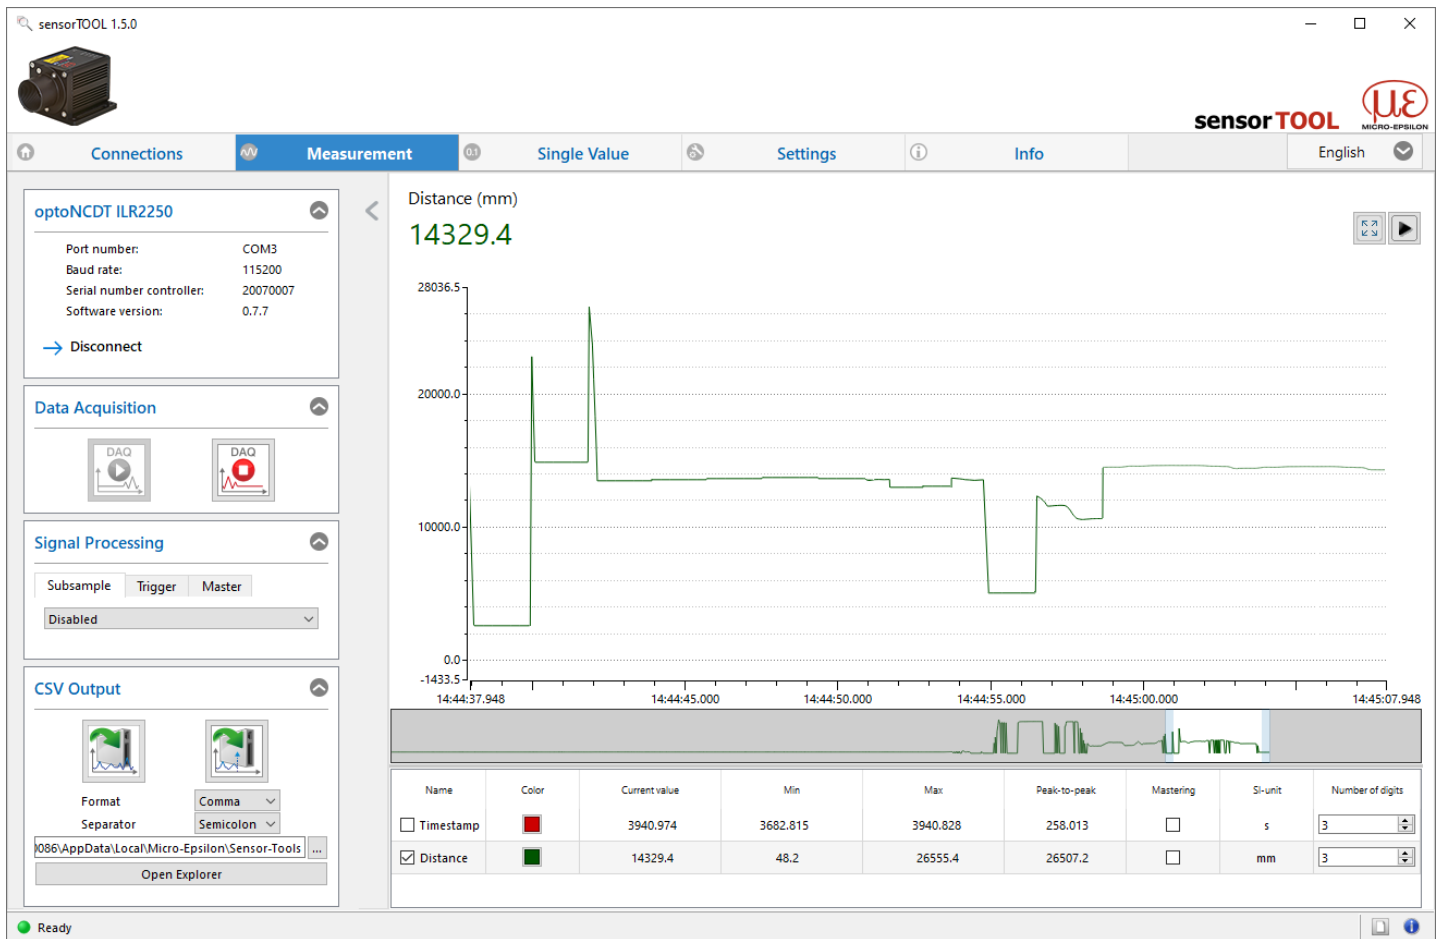 sensorTOOL 1.5.0
sensorTOOL
με
MICRO-EPSILON
Connections
Measurement
0.1
Single Value
Settings
Info
English
optoNCDT ILR2250
Port number: COM3
Baud rate: 115200
Serial number controller: 20070007
Software version: 0.7.7
Disconnect
Data Acquisition
DAQ DAQ
Signal Processing
Subsample Trigger Master
Disabled
CSV Output
Format Comma
Separator Semicolon
0086\AppData\Local\Micro-Epsilon\Sensor-Tools ...
Open Explorer
Distance (mm)
14329.4
28036.5
20000.0
10000.0
0.0
-1433.5
14:44:37.948 14:44:45.000 14:44:50.000 14:44:55.000 14:45:00.000 14:45:07.948
Name Color Current value Min Max Peak-to-peak Mastering SI-unit Number of digits
Timestamp 3940.974 3682.815 3940.828 258.013 s 3
Distance 14329.4 48.2 26555.4 26507.2 mm 3
Ready